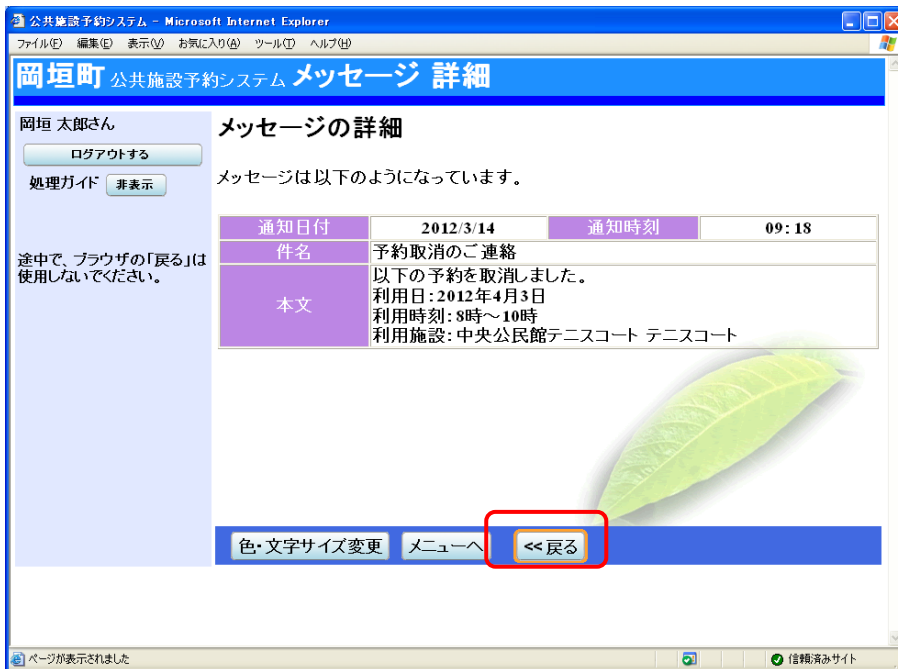 公共施設予約システム - Microsoft Internet Explorer
ファイル(F) 編集(E) 表示(V) お気に入り(A) ツール(T) ヘルプ(H)
岡垣町 公共施設予約システム メッセージ 詳細
岡垣 太郎さん
ログアウトする
処理ガイド 非表示
途中で、ブラウザの「戻る」は
使用しないでください。
メッセージの詳細
メッセージは以下のようになっています。
通知日付 2012/3/14 通知時刻 09:18
件名 予約取消のご連絡
本文
以下の予約を取消しました。
利用日:2012年4月3日
利用時刻:8時～10時
利用施設:中央公民館テニスコート テニスコート
色・文字サイズ変更 メニューへ <<戻る
ページが表示されました 信頼済みサイト